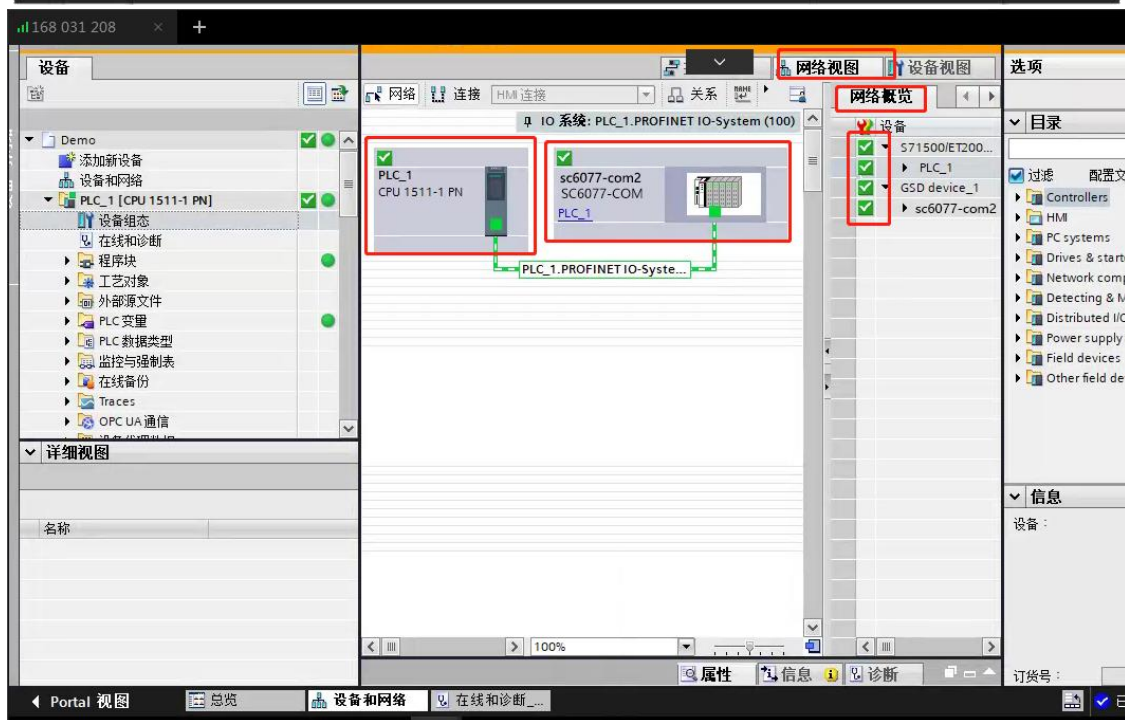 168 031 208 × +
设备
网络视图
设备视图
选项
网络
连接
HMI连接
关系
网络概览
IO 系统: PLC_1.PROFINET IO-System (100)
目录
Demo
添加新设备
设备和网络
PLC_1 [CPU 1511-1 PN]
设备组态
在线和诊断
程序块
工艺对象
外部源文件
PLC 变量
PLC 数据类型
监控与强制表
在线备份
Traces
OPC UA 通信
详细视图
名称
PLC_1
CPU 1511-1 PN
sc6077-com2
SC6077-COM
PLC_1
PLC_1.PROFINET IO-Syste...
设备
S71500/ET200...
PLC_1
GSD device_1
sc6077-com2
过滤
配置文
Controllers
HMI
PC systems
Drives & start
Network comp
Detecting & M
Distributed I/O
Power supply
Field devices
Other field de
信息
设备:
订货号:
100%
属性
信息
诊断
Portal 视图
总览
设备和网络
在线和诊断_...